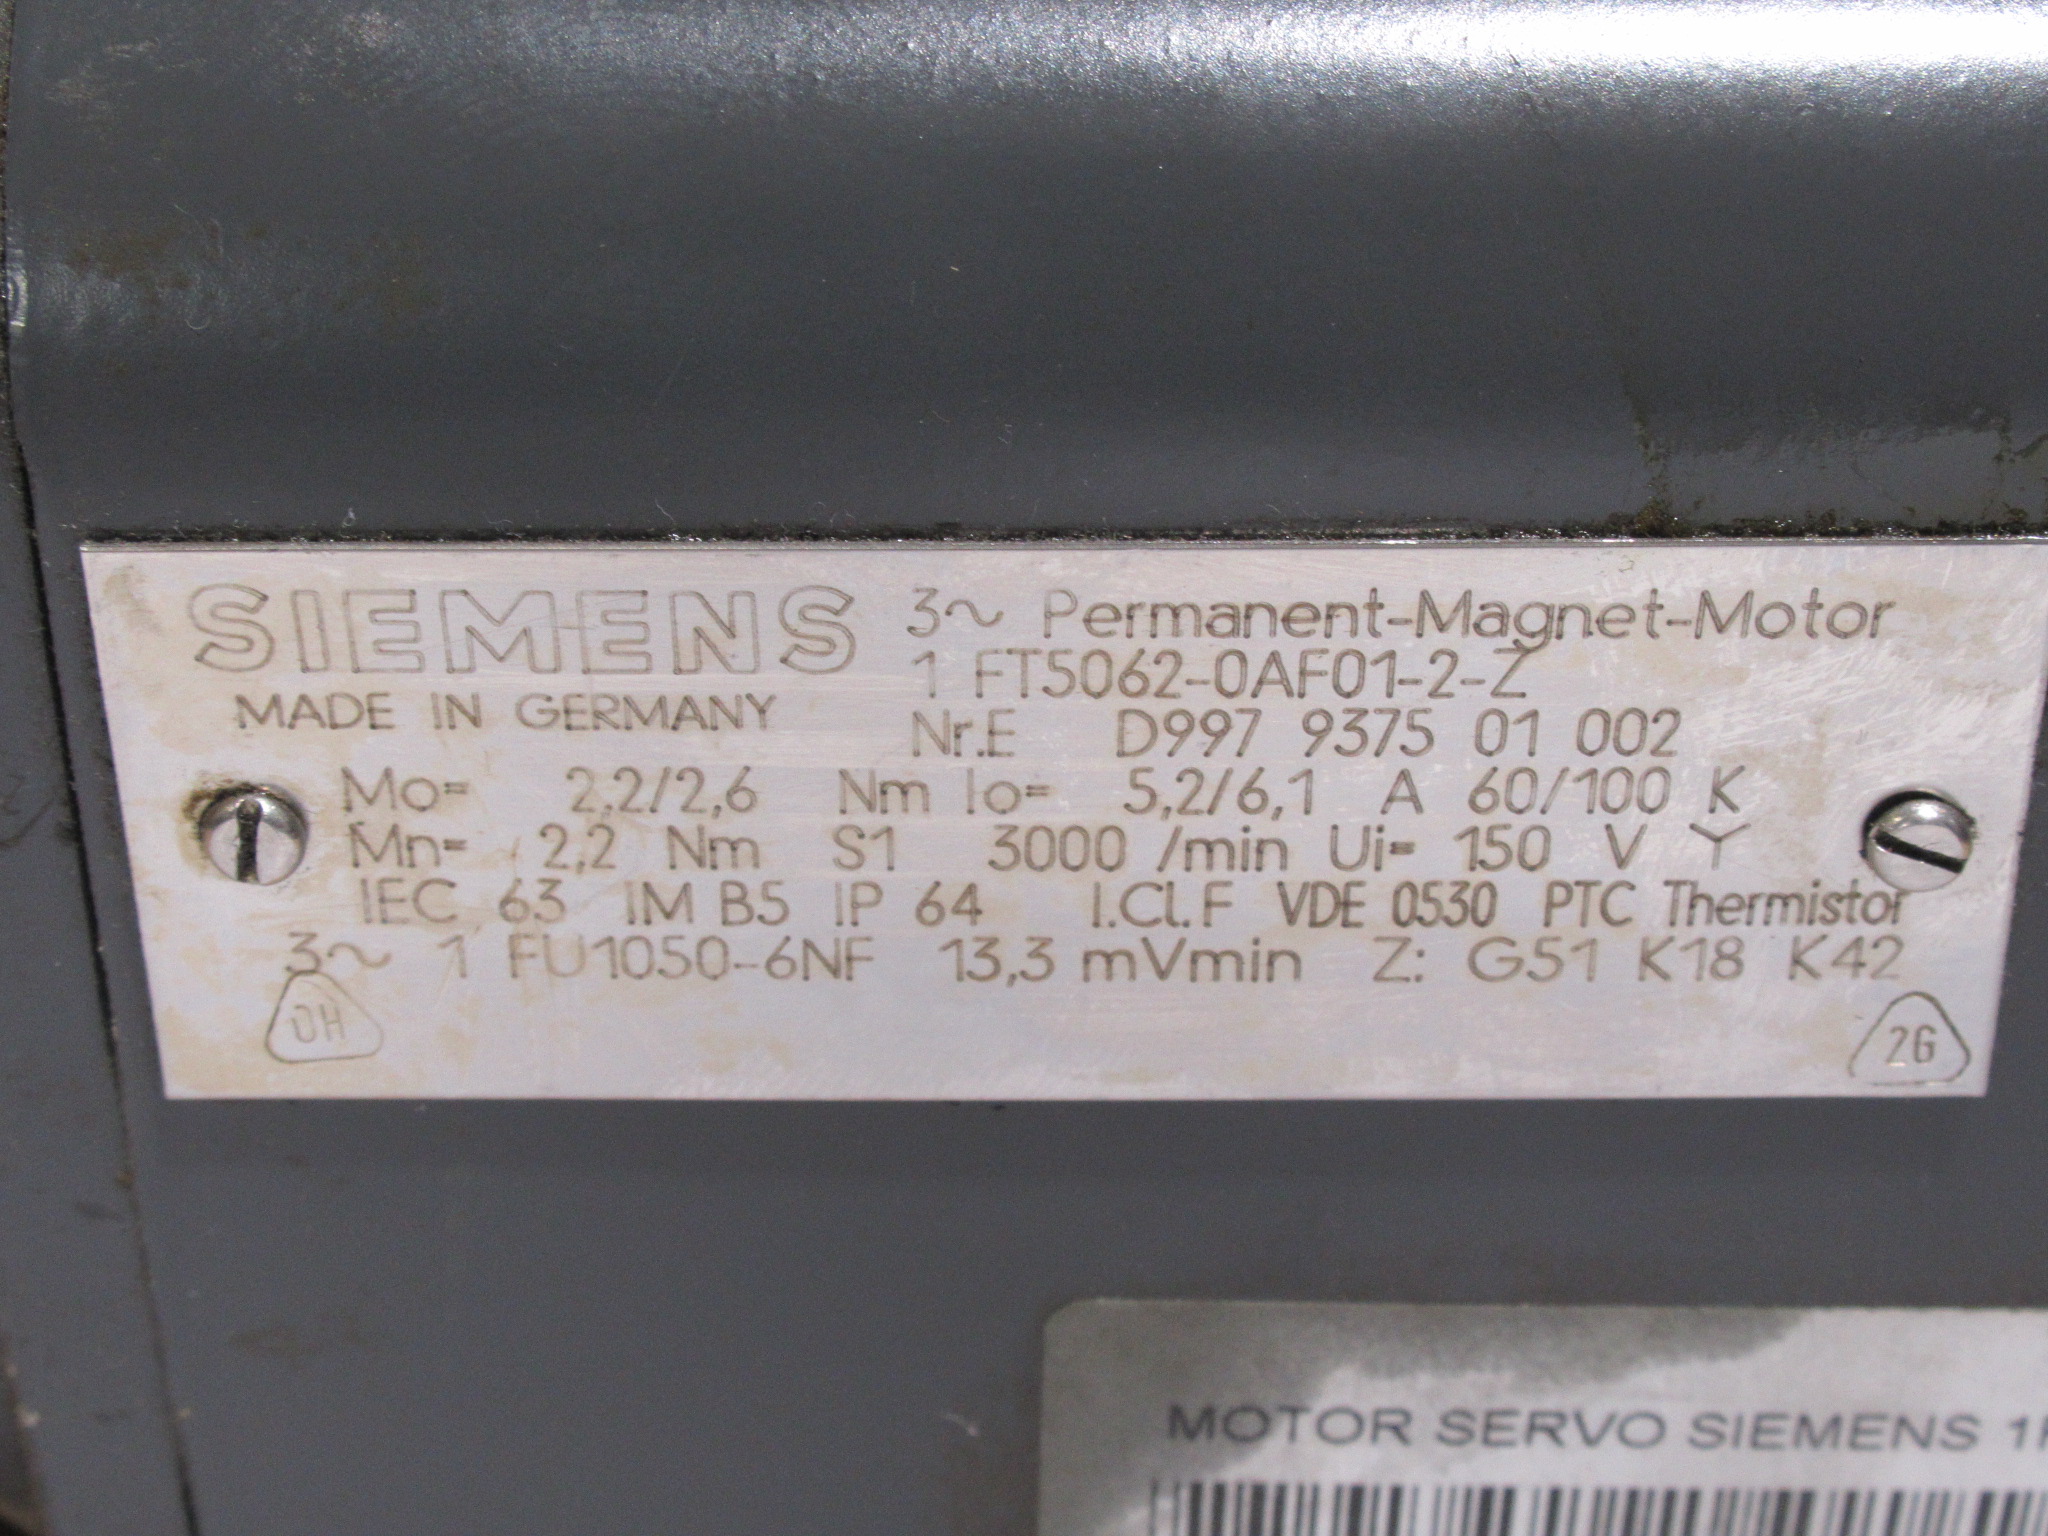 SIEMENS 3~ Permanent-Magnet-Motor
1 FT5062-0AF01-2-Z
MADE IN GERMANY Nr.E D997 9375 01 002
Mo= 2,2/2,6 Nm Io= 5,2/6,1 A 60/100 K
Mn= 2,2 Nm S1 3000 /min Ui= 150 V Y
IEC 63 IM B5 IP 64 I.Cl.F VDE 0530 PTC Thermistor
3~ 1 FU1050-6NF 13,3 mVmin Z: G51 K18 K42
OH 2G
MOTOR SERVO SIEMENS